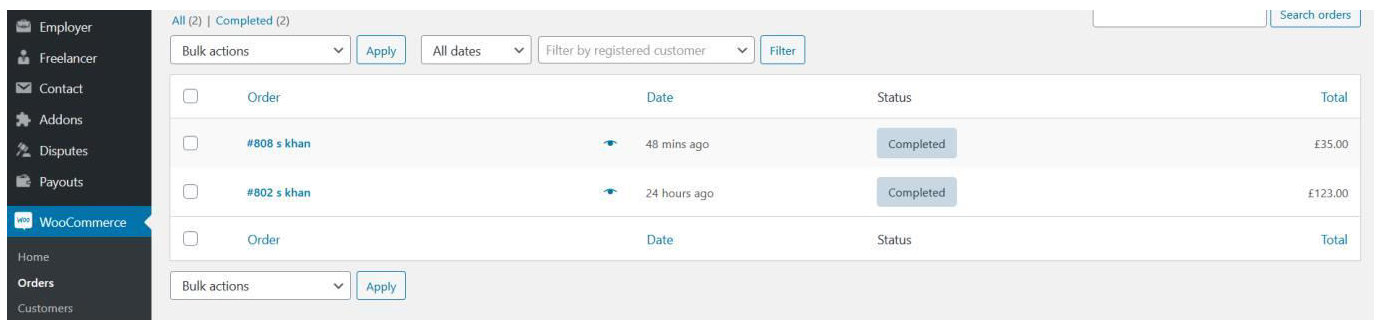 Employer
Freelancer
Contact
Addons
Disputes
Payouts
Woo WooCommerce
Home
Orders
Customers
All (2) | Completed (2)
Search orders
Bulk actions Apply All dates Filter by registered customer Filter
Order Date Status Total
#808 s khan 48 mins ago Completed £35.00
#802 s khan 24 hours ago Completed £123.00
Order Date Status Total
Bulk actions Apply